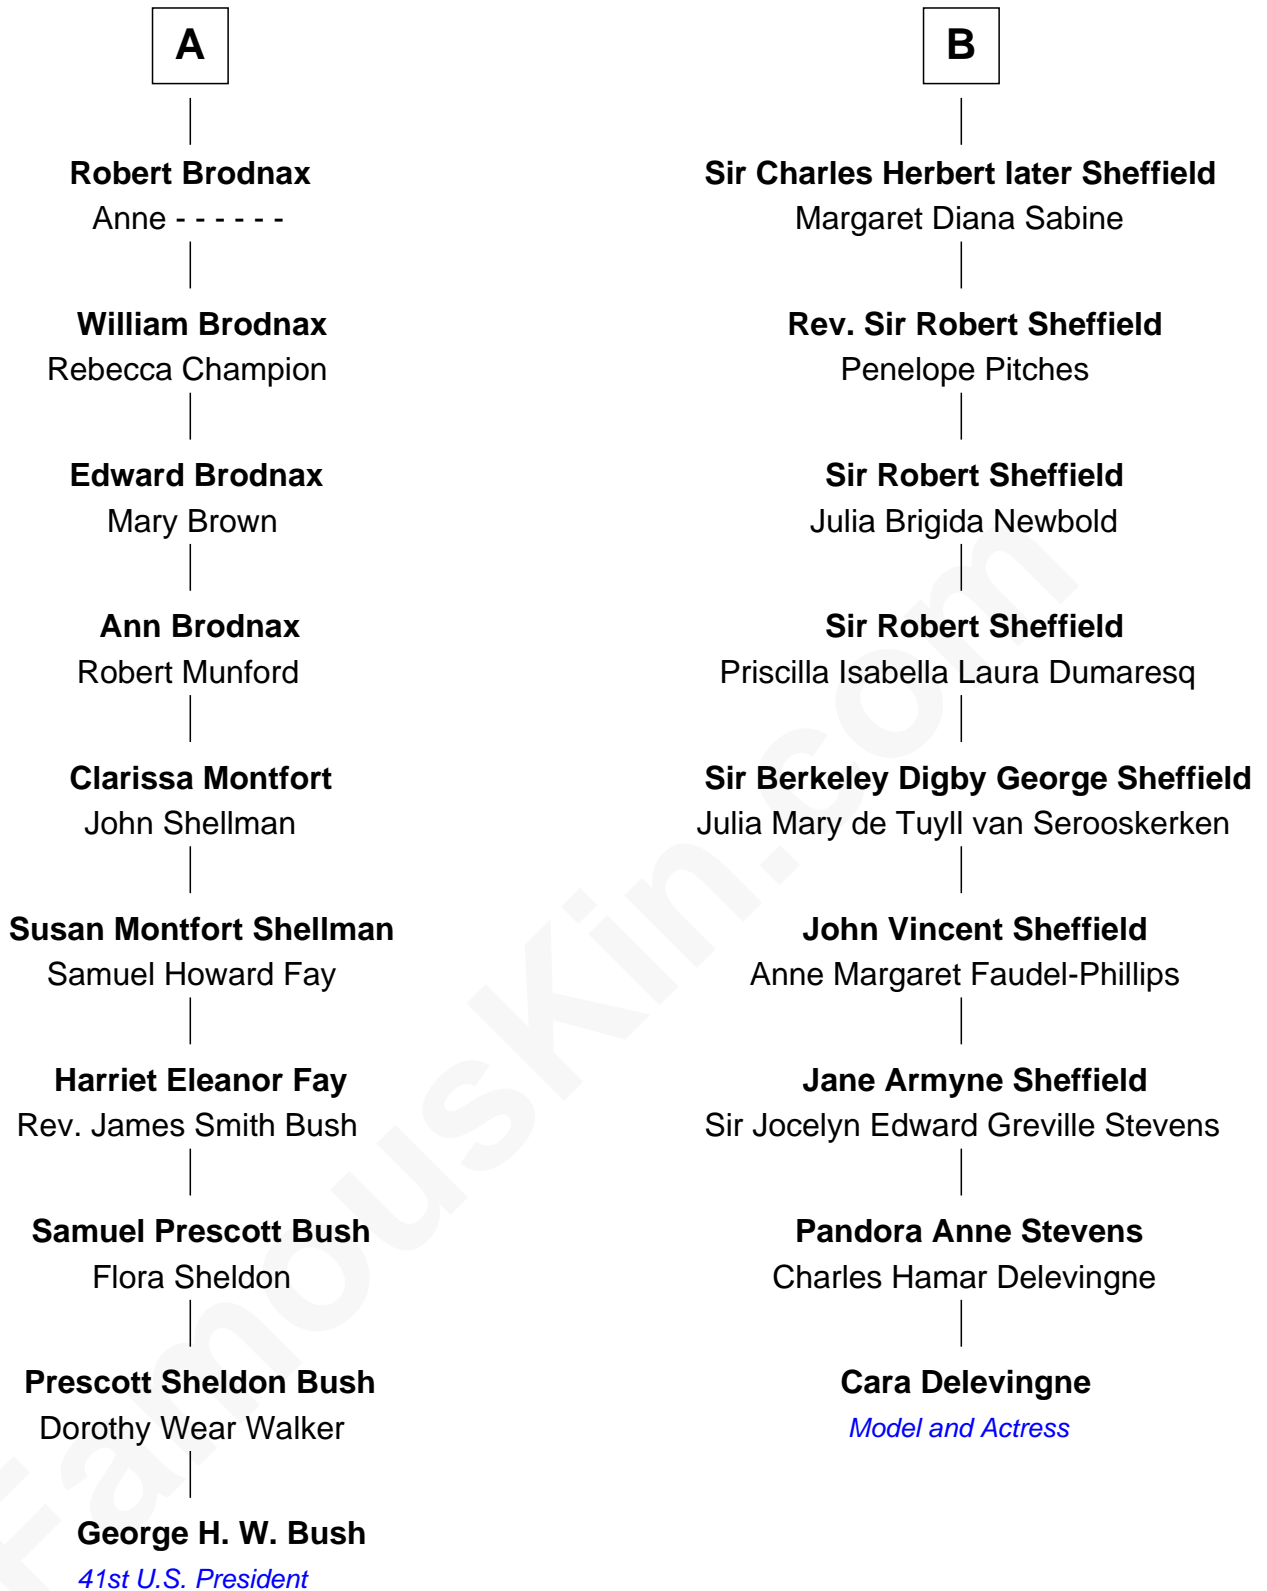 A
Robert Brodnax
Anne - - - - - -
William Brodnax
Rebecca Champion
Edward Brodnax
Mary Brown
Ann Brodnax
Robert Munford
Clarissa Montfort
John Shellman
Susan Montfort Shellman
Samuel Howard Fay
Harriet Eleanor Fay
Rev. James Smith Bush
Samuel Prescott Bush
Flora Sheldon
Prescott Sheldon Bush
Dorothy Wear Walker
George H. W. Bush
41st U.S. President
B
Sir Charles Herbert later Sheffield
Margaret Diana Sabine
Rev. Sir Robert Sheffield
Penelope Pitches
Sir Robert Sheffield
Julia Brigida Newbold
Sir Robert Sheffield
Priscilla Isabella Laura Dumaresq
Sir Berkeley Digby George Sheffield
Julia Mary de Tuyll van Serooskerken
John Vincent Sheffield
Anne Margaret Faudel-Phillips
Jane Armyne Sheffield
Sir Jocelyn Edward Greville Stevens
Pandora Anne Stevens
Charles Hamar Delevingne
Cara Delevingne
Model and Actress
FamousKin.com